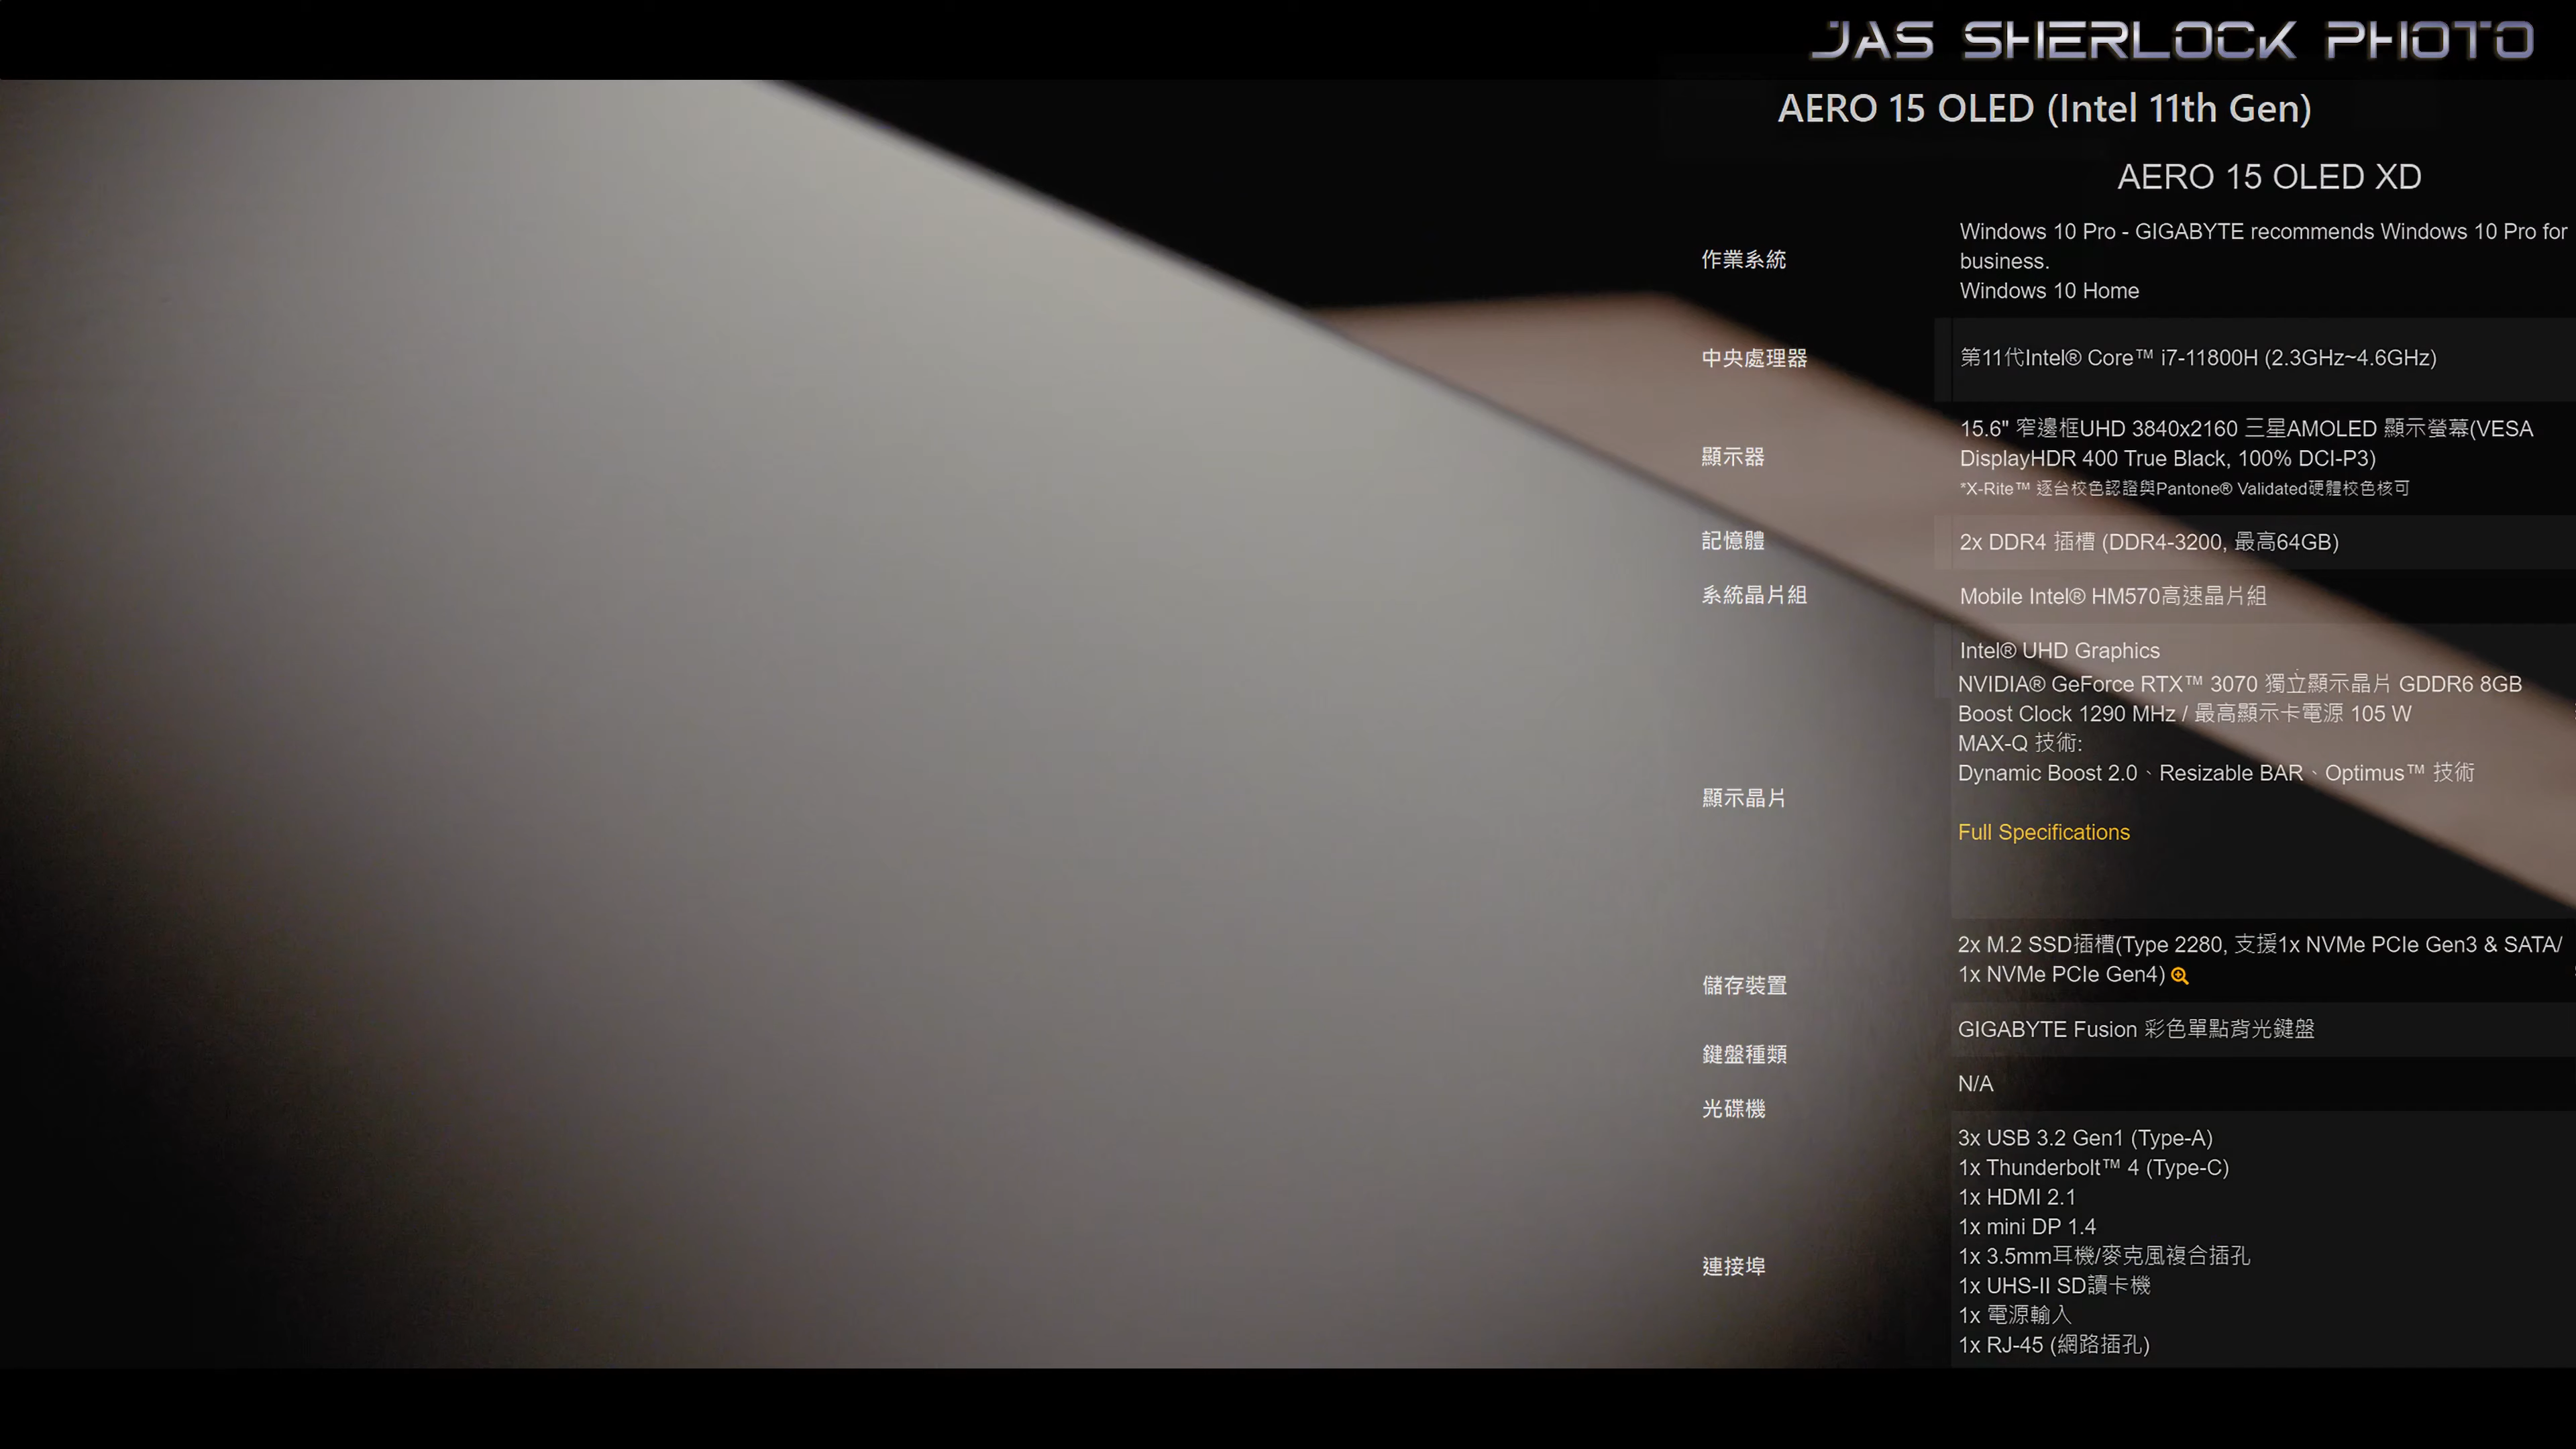 JAS SHERLOCK PHOTO
AERO 15 OLED (Intel 11th Gen)
AERO 15 OLED XD
作業系統
Windows 10 Pro - GIGABYTE recommends Windows 10 Pro for
business.
Windows 10 Home
中央處理器
第11代Intel® Core™ i7-11800H (2.3GHz~4.6GHz)
顯示器
15.6" 窄邊框UHD 3840x2160 三星AMOLED 顯示螢幕(VESA
DisplayHDR 400 True Black, 100% DCI-P3)
*X-Rite™ 逐台校色認證與Pantone® Validated硬體校色核可
記憶體
2x DDR4 插槽 (DDR4-3200, 最高64GB)
系統晶片組
Mobile Intel® HM570高速晶片組
顯示晶片
Intel® UHD Graphics
NVIDIA® GeForce RTX™ 3070 獨立顯示晶片 GDDR6 8GB
Boost Clock 1290 MHz / 最高顯示卡電源 105 W
MAX-Q 技術:
Dynamic Boost 2.0、Resizable BAR、Optimus™ 技術
Full Specifications
儲存裝置
2x M.2 SSD插槽(Type 2280, 支援1x NVMe PCIe Gen3 & SATA/
1x NVMe PCIe Gen4)
鍵盤種類
GIGABYTE Fusion 彩色單點背光鍵盤
光碟機
N/A
連接埠
3x USB 3.2 Gen1 (Type-A)
1x Thunderbolt™ 4 (Type-C)
1x HDMI 2.1
1x mini DP 1.4
1x 3.5mm耳機/麥克風複合插孔
1x UHS-II SD讀卡機
1x 電源輸入
1x RJ-45 (網路插孔)